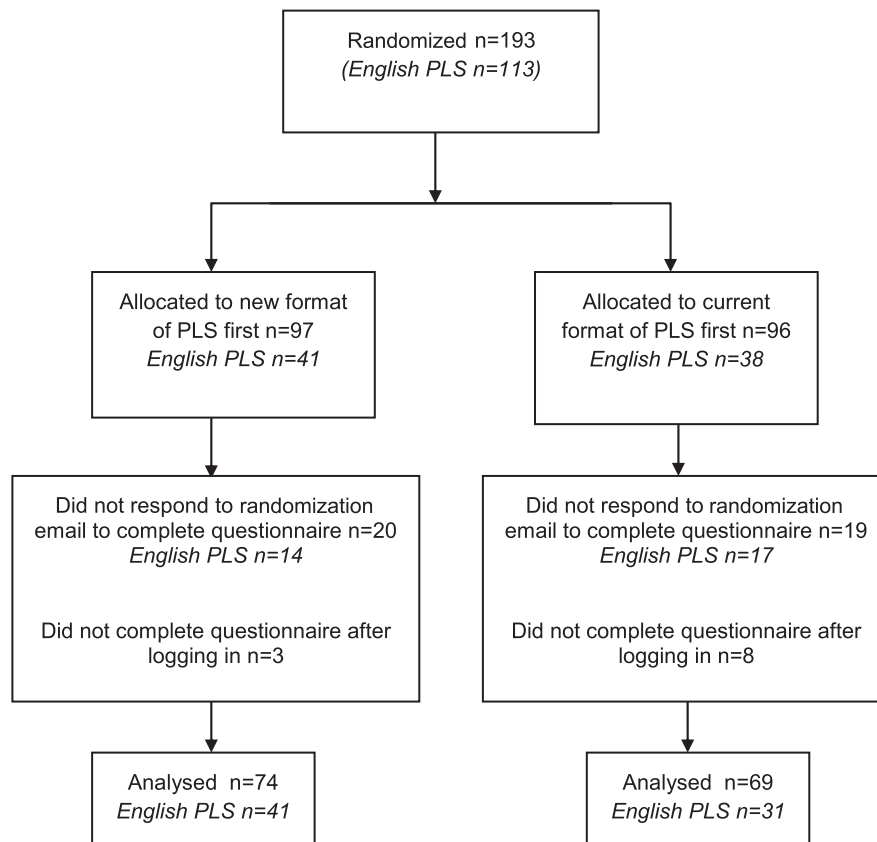 Randomized n=193
(English PLS n=113)
Allocated to new format
of PLS first n=97
English PLS n=41
Allocated to current
format of PLS first n=96
English PLS n=38
Did not respond to randomization
email to complete questionnaire n=20
English PLS n=14
Did not complete questionnaire after
logging in n=3
Did not respond to randomization
email to complete questionnaire n=19
English PLS n=17
Did not complete questionnaire after
logging in n=8
Analysed n=74
English PLS n=41
Analysed n=69
English PLS n=31